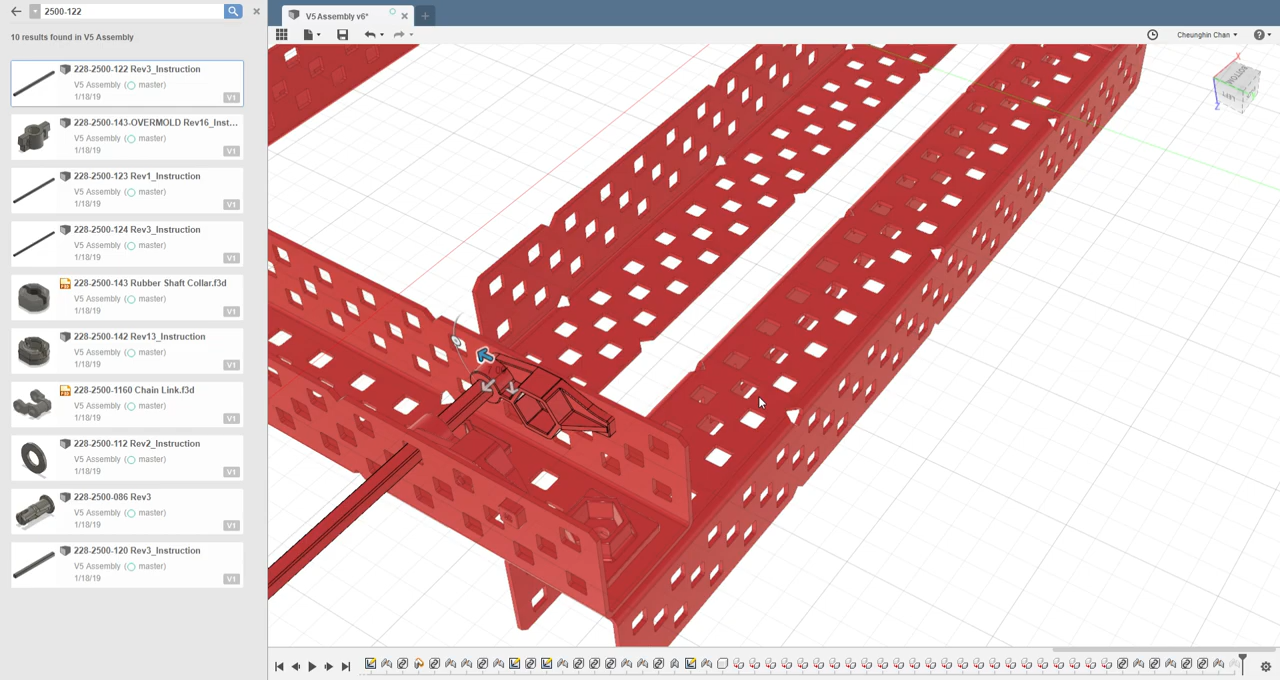 2500-122
V5 Assembly v6*
Cheunghin Chan
10 results found in V5 Assembly
228-2500-122 Rev3_Instruction
V5 Assembly ( master)
1/18/19
V1
228-2500-143-OVERMOLD Rev16_Inst...
V5 Assembly ( master)
1/18/19
V1
228-2500-123 Rev1_Instruction
V5 Assembly ( master)
1/18/19
V1
228-2500-124 Rev3_Instruction
V5 Assembly ( master)
1/18/19
V1
228-2500-143 Rubber Shaft Collar.f3d
V5 Assembly ( master)
1/18/19
V1
228-2500-142 Rev13_Instruction
V5 Assembly ( master)
1/18/19
V1
228-2500-1160 Chain Link.f3d
V5 Assembly ( master)
1/18/19
V1
228-2500-112 Rev2_Instruction
V5 Assembly ( master)
1/18/19
V1
228-2500-086 Rev3
V5 Assembly ( master)
1/18/19
V1
228-2500-120 Rev3_Instruction
V5 Assembly ( master)
1/18/19
V1
X
BOTTOM
LEFT
Z